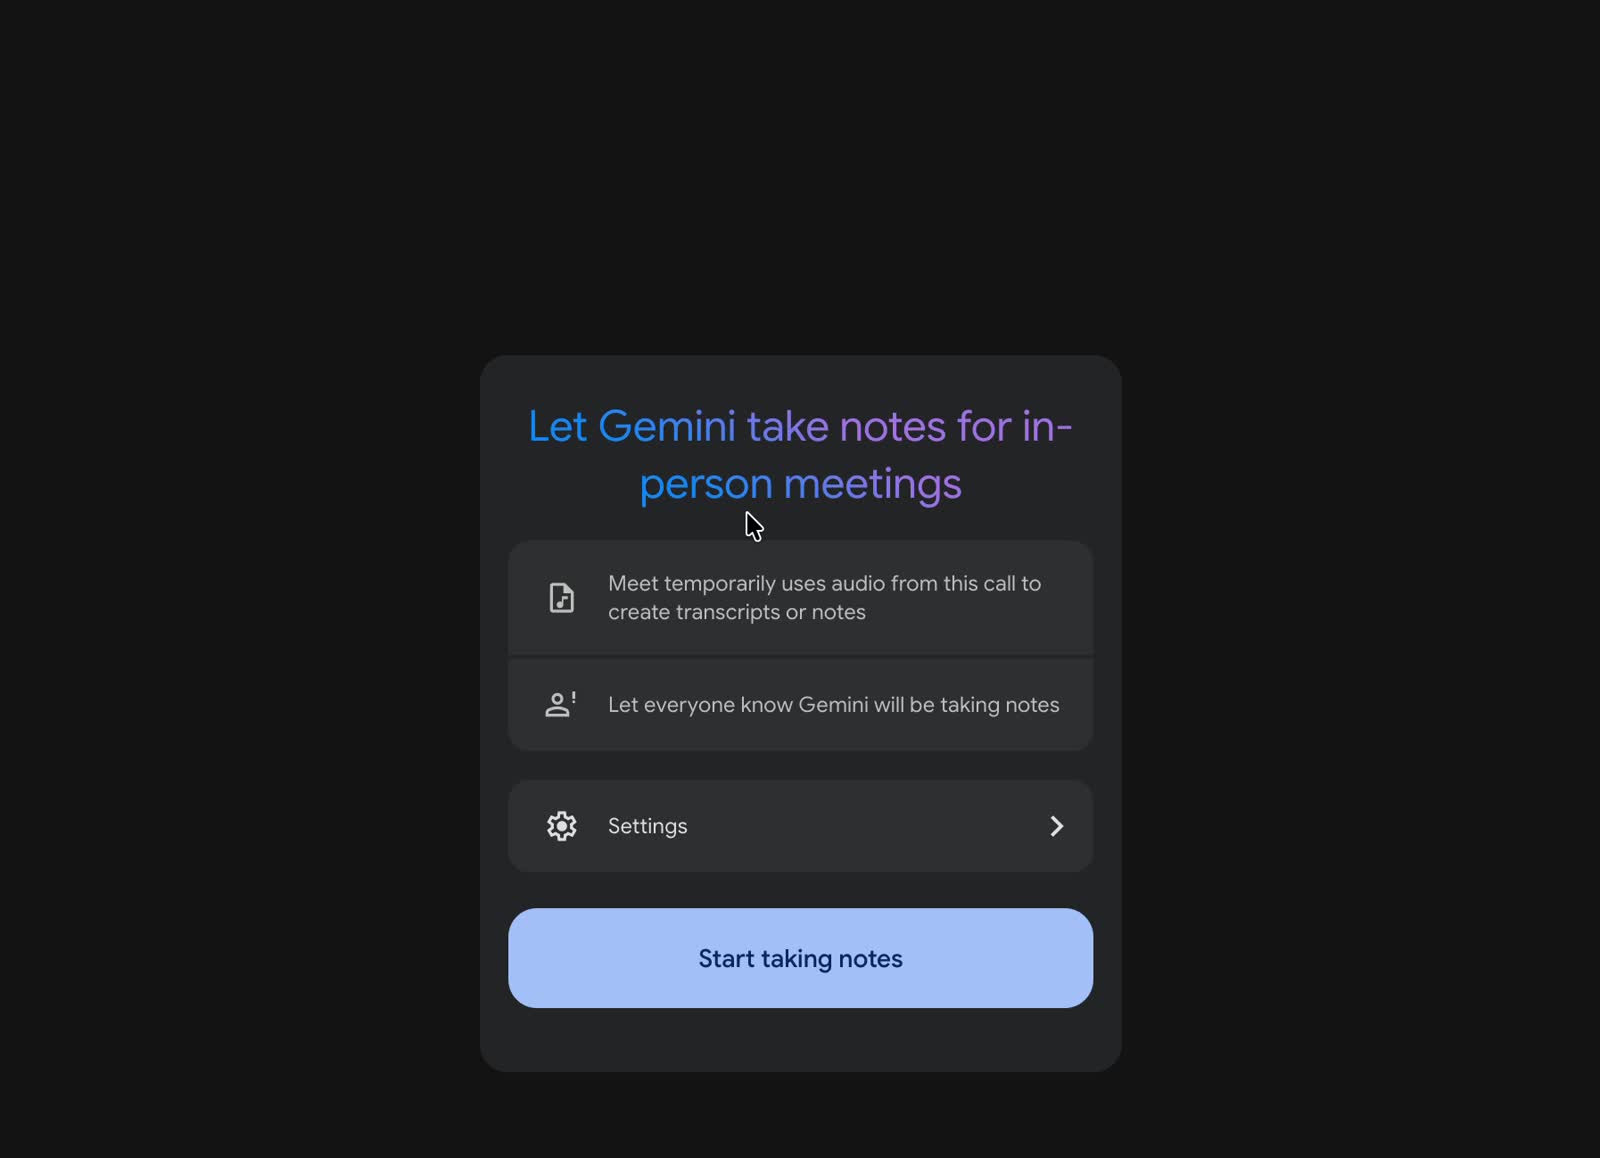 Let Gemini take notes for in-
person meetings
Meet temporarily uses audio from this call to
create transcripts or notes
Let everyone know Gemini will be taking notes
Settings
Start taking notes